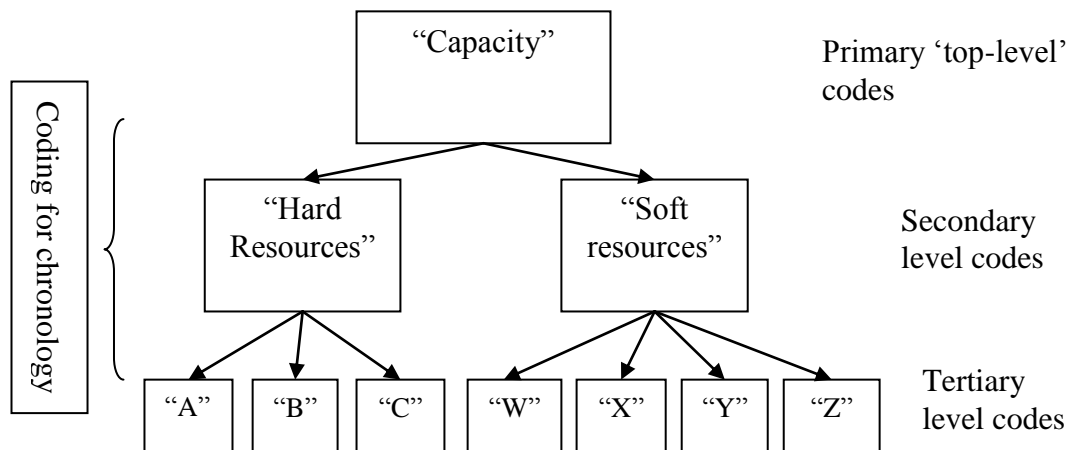 “Capacity”
Primary ‘top-level’
codes
Coding for chronology
“Hard
Resources”
“Soft
resources”
Secondary
level codes
“A”
“B”
“C”
“W”
“X”
“Y”
“Z”
Tertiary
level codes